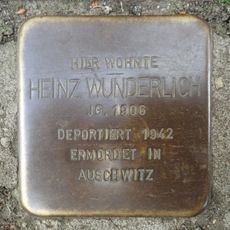 HIER WOHNTE
HEINZ WUNDERLICH
JG. 1906
DEPORTIERT 1942
ERMORDET IN
AUSCHWITZ